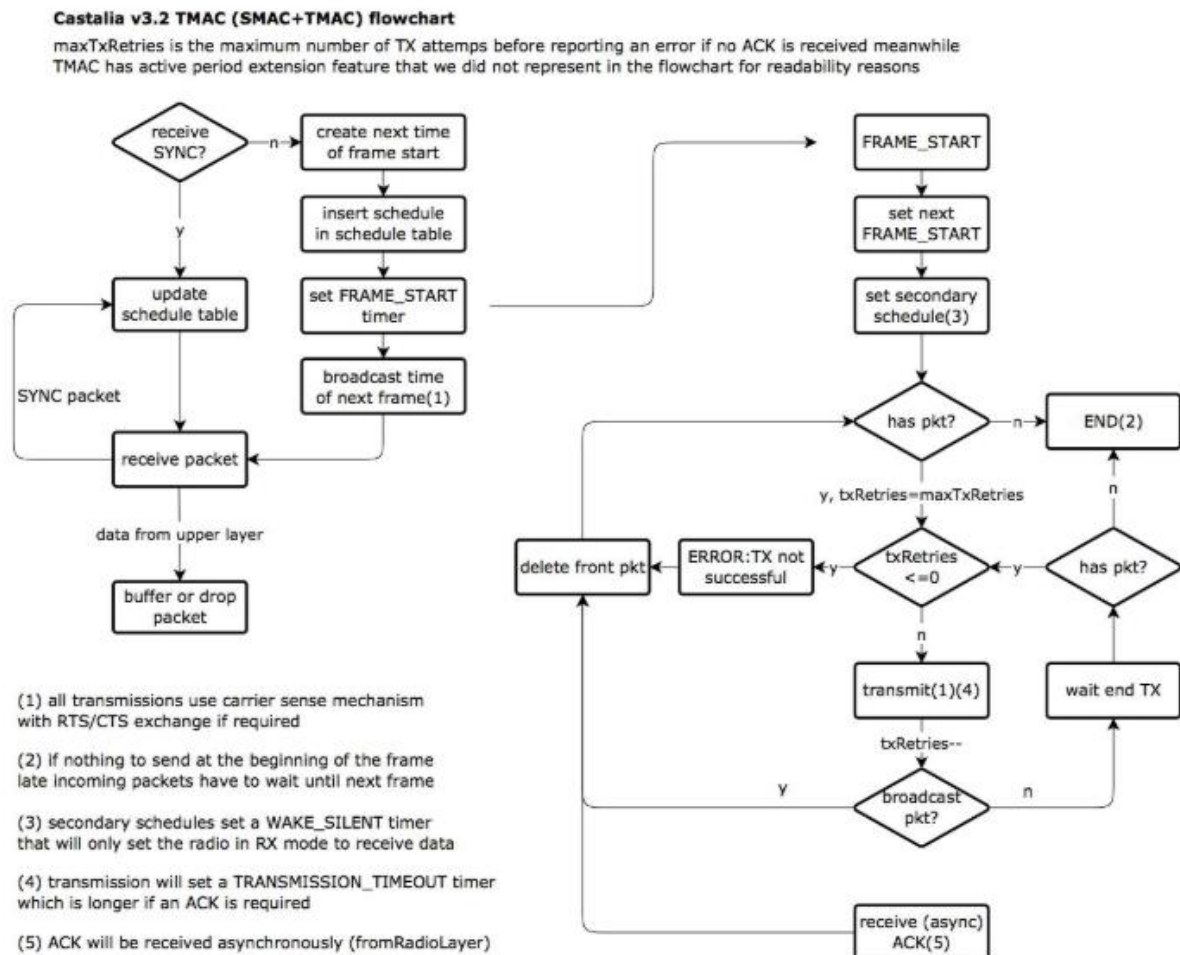 Castalia v3.2 TMAC (SMAC+TMAC) flowchart
maxTxRetries is the maximum number of TX attemps before reporting an error if no ACK is received meanwhile
TMAC has active period extension feature that we did not represent in the flowchart for readability reasons
receive
SYNC?
n
create next time
of frame start
y
insert schedule
in schedule table
update
schedule table
set FRAME_START
timer
SYNC packet
broadcast time
of next frame(1)
receive packet
data from upper layer
buffer or drop
packet
FRAME_START
set next
FRAME_START
set secondary
schedule(3)
has pkt?
n
END(2)
y, txRetries=maxTxRetries
n
delete front pkt
ERROR:TX not
successful
y
txRetries
<=0
y
has pkt?
n
transmit(1)(4)
wait end TX
txRetries--
y
broadcast
pkt?
n
receive (async)
ACK(5)
(1) all transmissions use carrier sense mechanism
with RTS/CTS exchange if required
(2) if nothing to send at the beginning of the frame
late incoming packets have to wait until next frame
(3) secondary schedules set a WAKE_SILENT timer
that will only set the radio in RX mode to receive data
(4) transmission will set a TRANSMISSION_TIMEOUT timer
which is longer if an ACK is required
(5) ACK will be received asynchronously (fromRadioLayer)